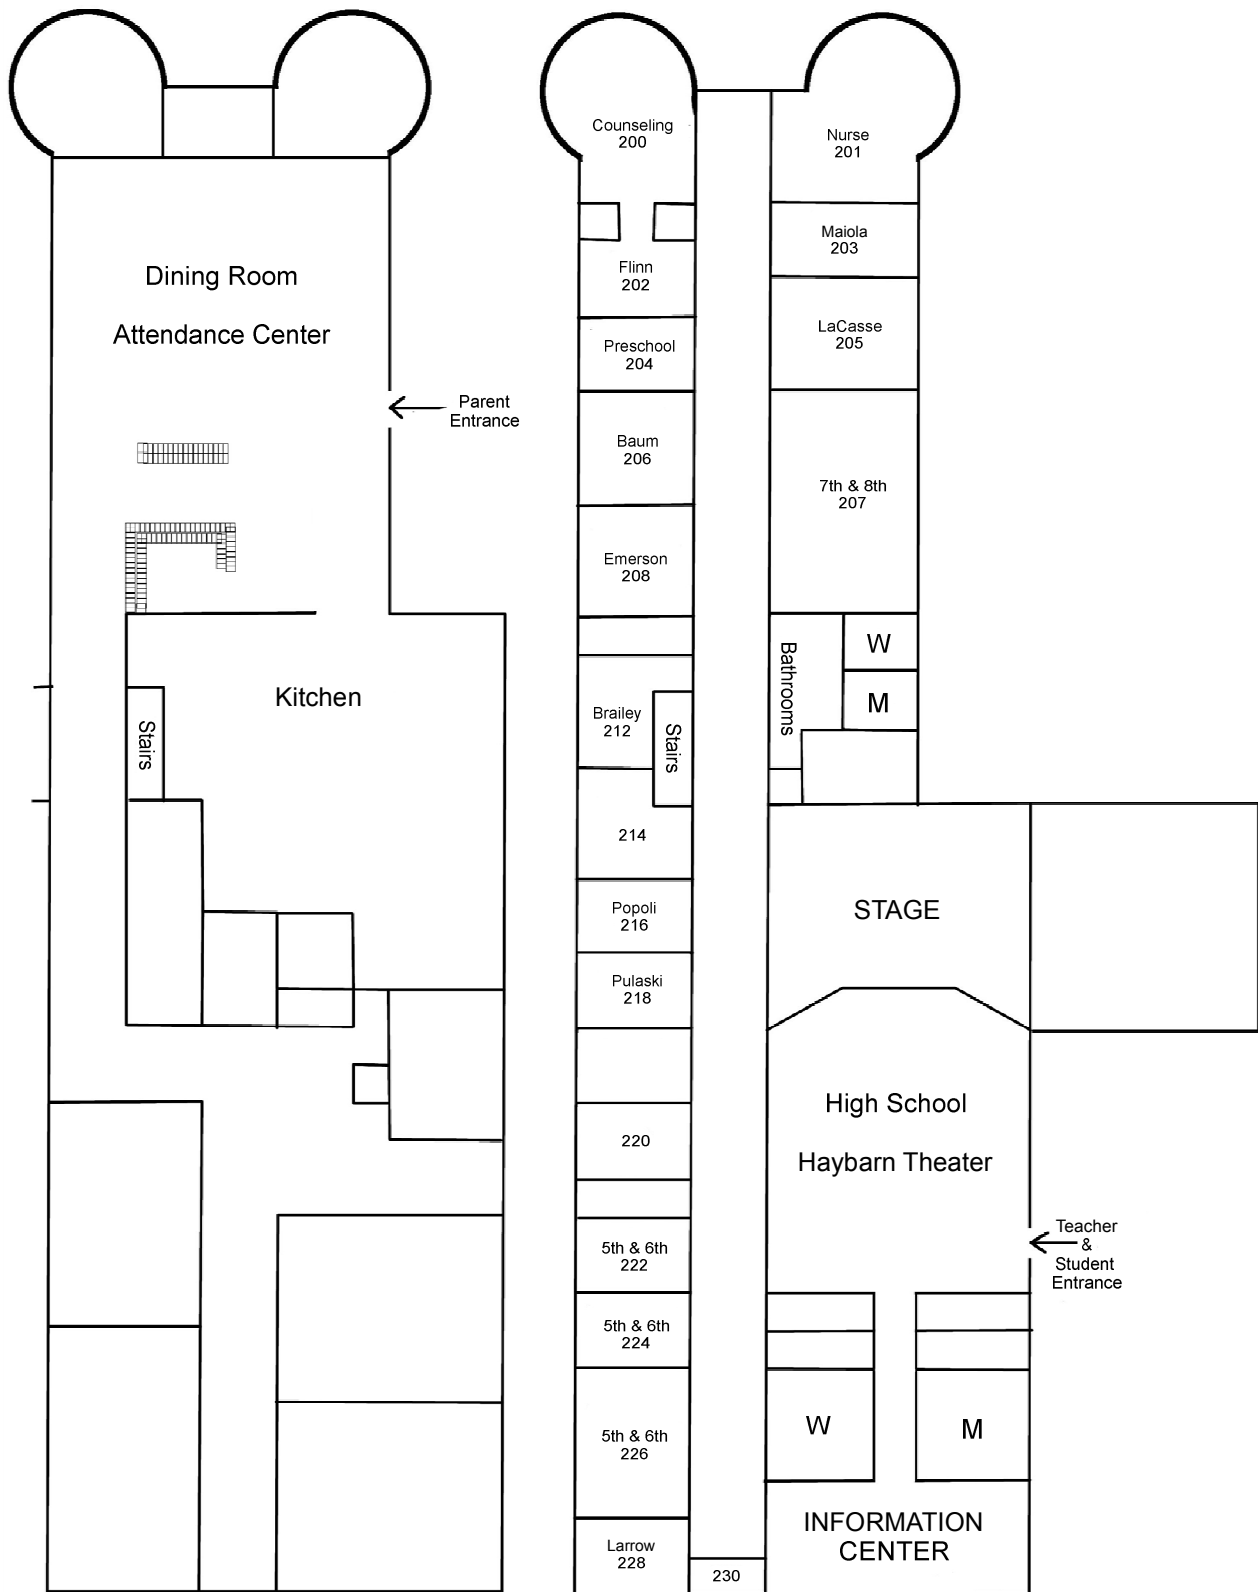 Dining Room
Attendance Center
Parent
Entrance
Kitchen
Stairs
Counseling
200
Flinn
202
Preschool
204
Baum
206
Emerson
208
Brailey
212
Stairs
214
Popoli
216
Pulaski
218
220
5th & 6th
222
5th & 6th
224
5th & 6th
226
Larrow
228
230
Nurse
201
Maiola
203
LaCasse
205
7th & 8th
207
Bathrooms
W
M
STAGE
High School
Haybarn Theater
Teacher
&
Student
Entrance
W
M
INFORMATION
CENTER